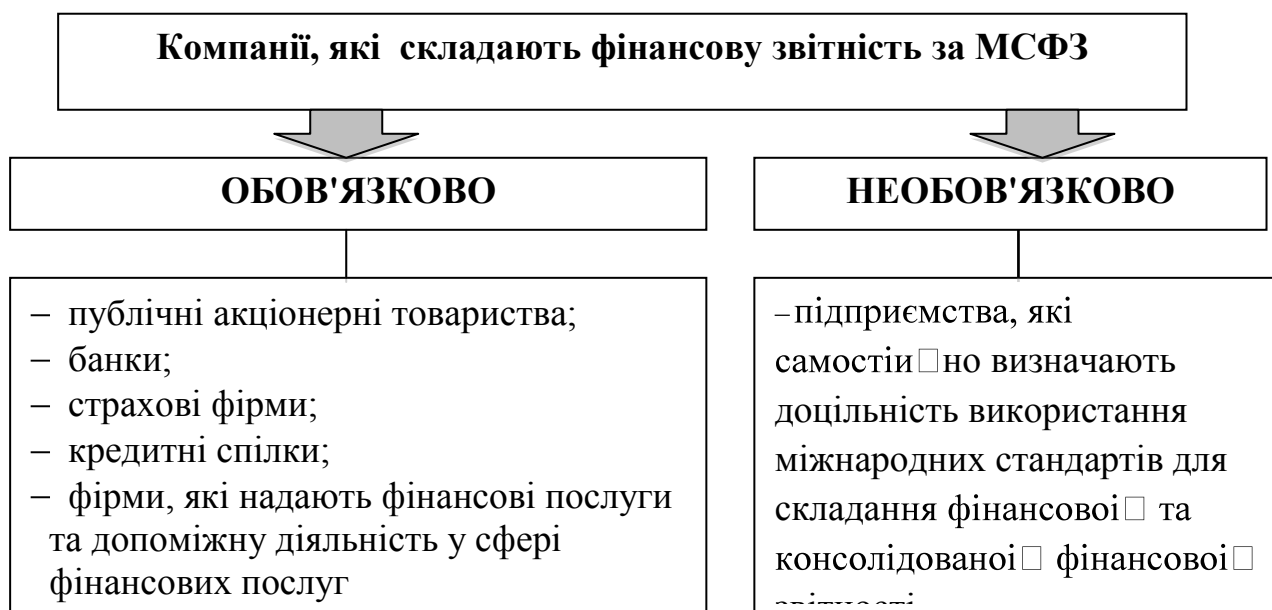 Компанії, які складають фінансову звітність за МСФЗ
ОБОВ'ЯЗКОВО
– публічні акціонерні товариства;
– банки;
– страхові фірми;
– кредитні спілки;
– фірми, які надають фінансові послуги
та допоміжну діяльність у сфері
фінансових послуг
НЕОБОВ'ЯЗКОВО
–підприємства, які
самостіи□но визначають
доцільність використання
міжнародних стандартів для
складання фінансовоі□ та
консолідованоі□ фінансовоі□
звітності